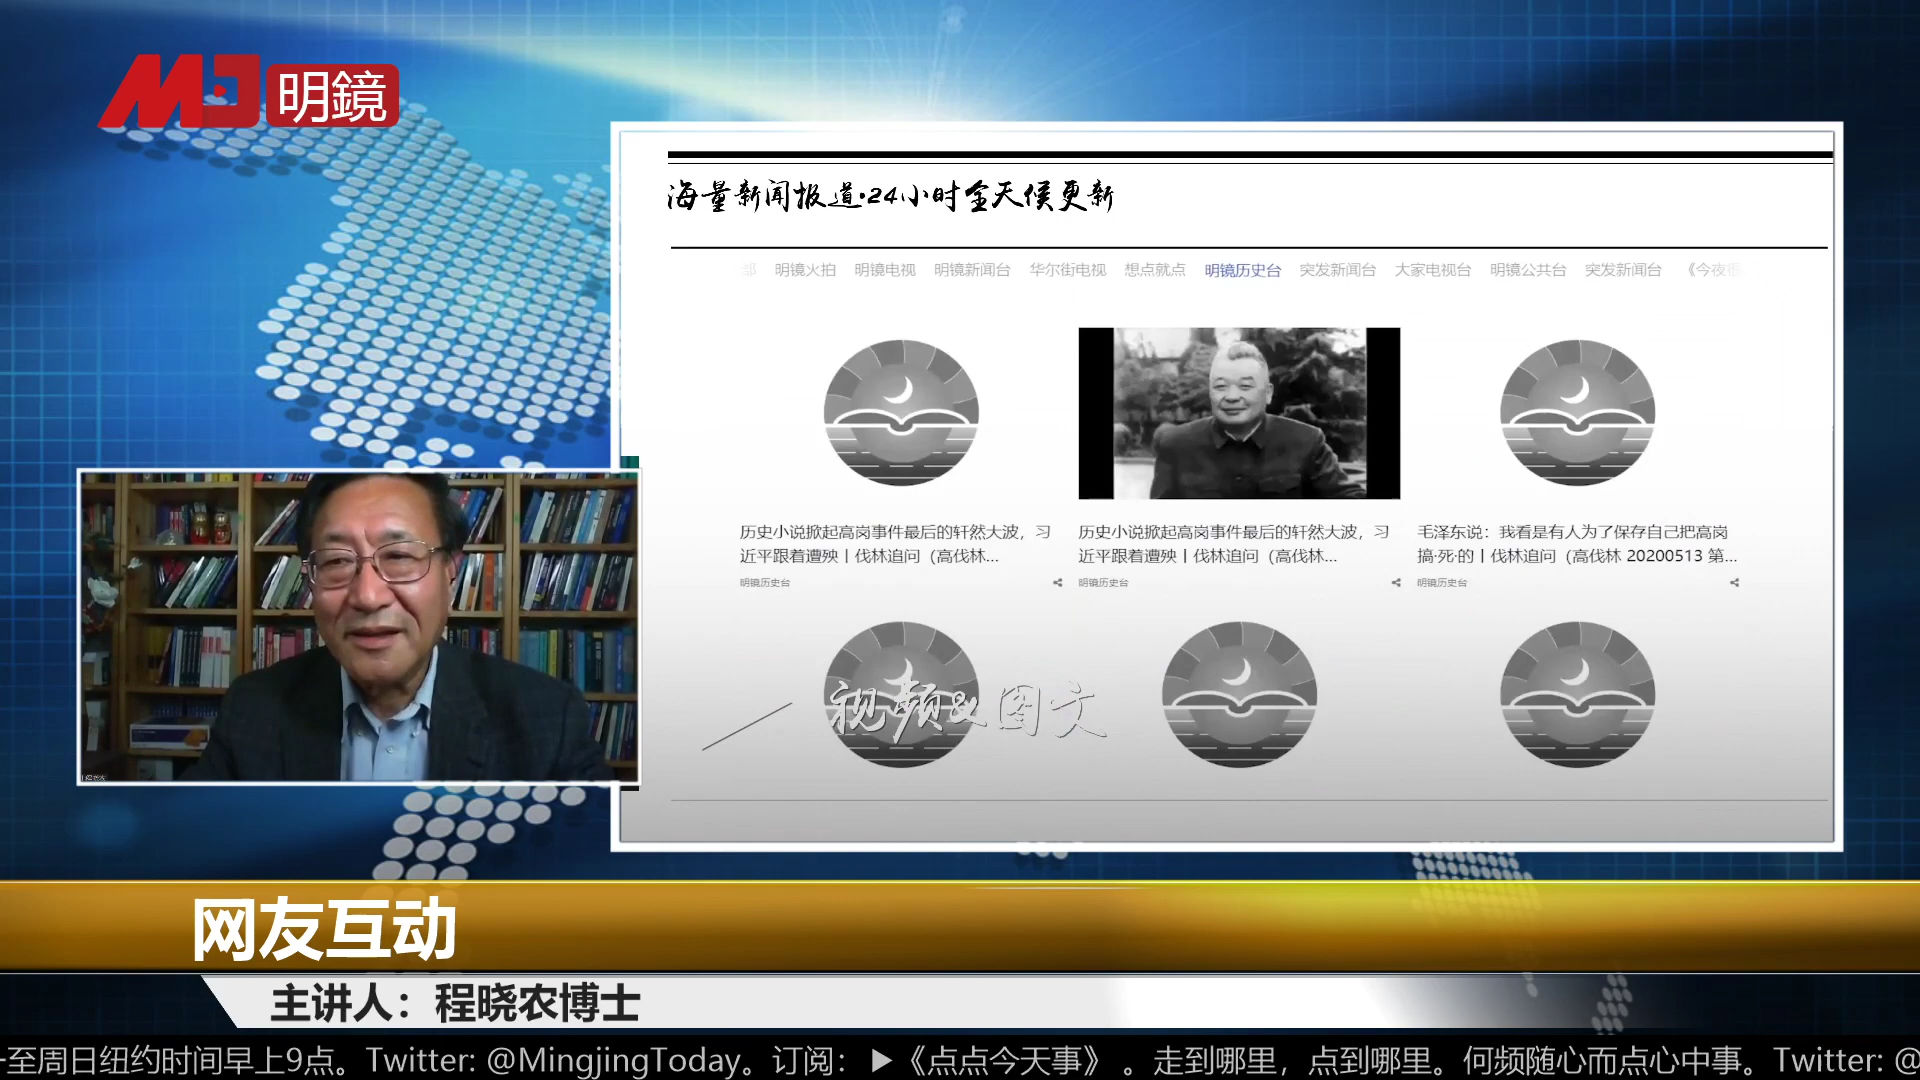 明鏡
海量新闻报道·24小时全天候更新
明镜火拍 明镜电视 明镜新闻台 华尔街电视 想点就点 明镜历史台 突发新闻台 大家电视台 明镜公共台 突发新闻台 《今夜
历史小说掀起高岗事件最后的轩然大波，习
近平跟着遭殃丨伐林追问（高伐林...
明镜历史台
历史小说掀起高岗事件最后的轩然大波，习
近平跟着遭殃丨伐林追问（高伐林...
明镜历史台
毛泽东说：我看是有人为了保存自己把高岗
搞·死·的丨伐林追问（高伐林 20200513 第...
明镜历史台
视频&图文
网友互动
主讲人：程晓农博士
至周日纽约时间早上9点。Twitter: @MingjingToday。订阅：▶《点点今天事》 。走到哪里，点到哪里。何频随心而点心中事。Twitter: @